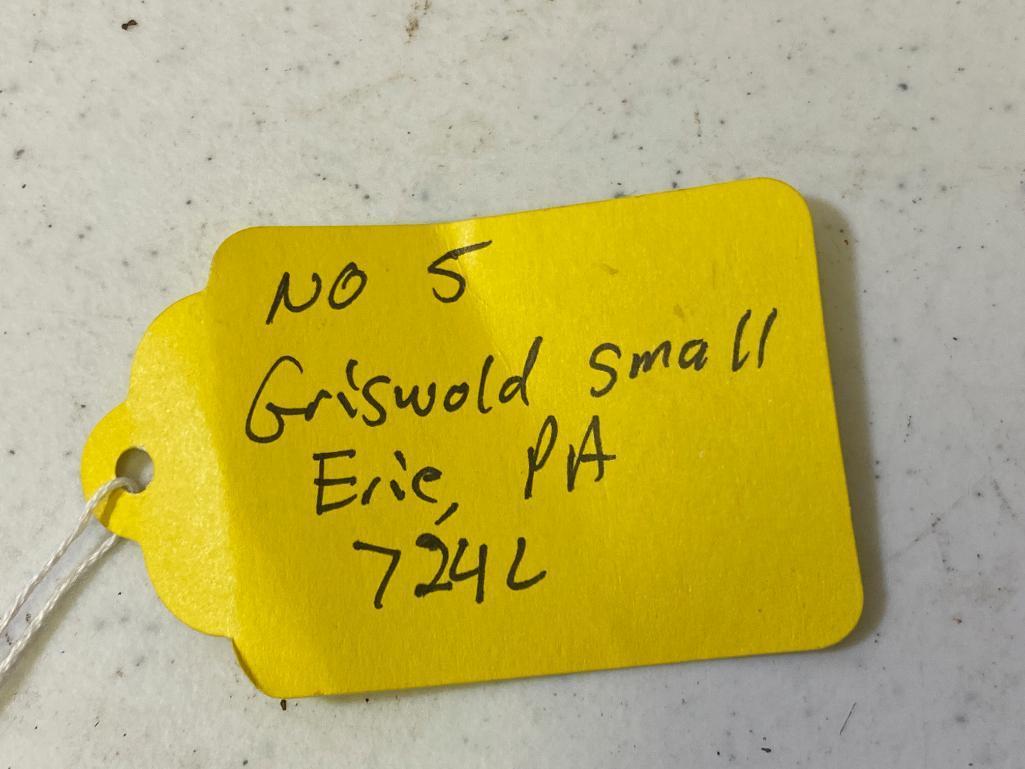 NO 5
Griswold small
Erie, PA
724L